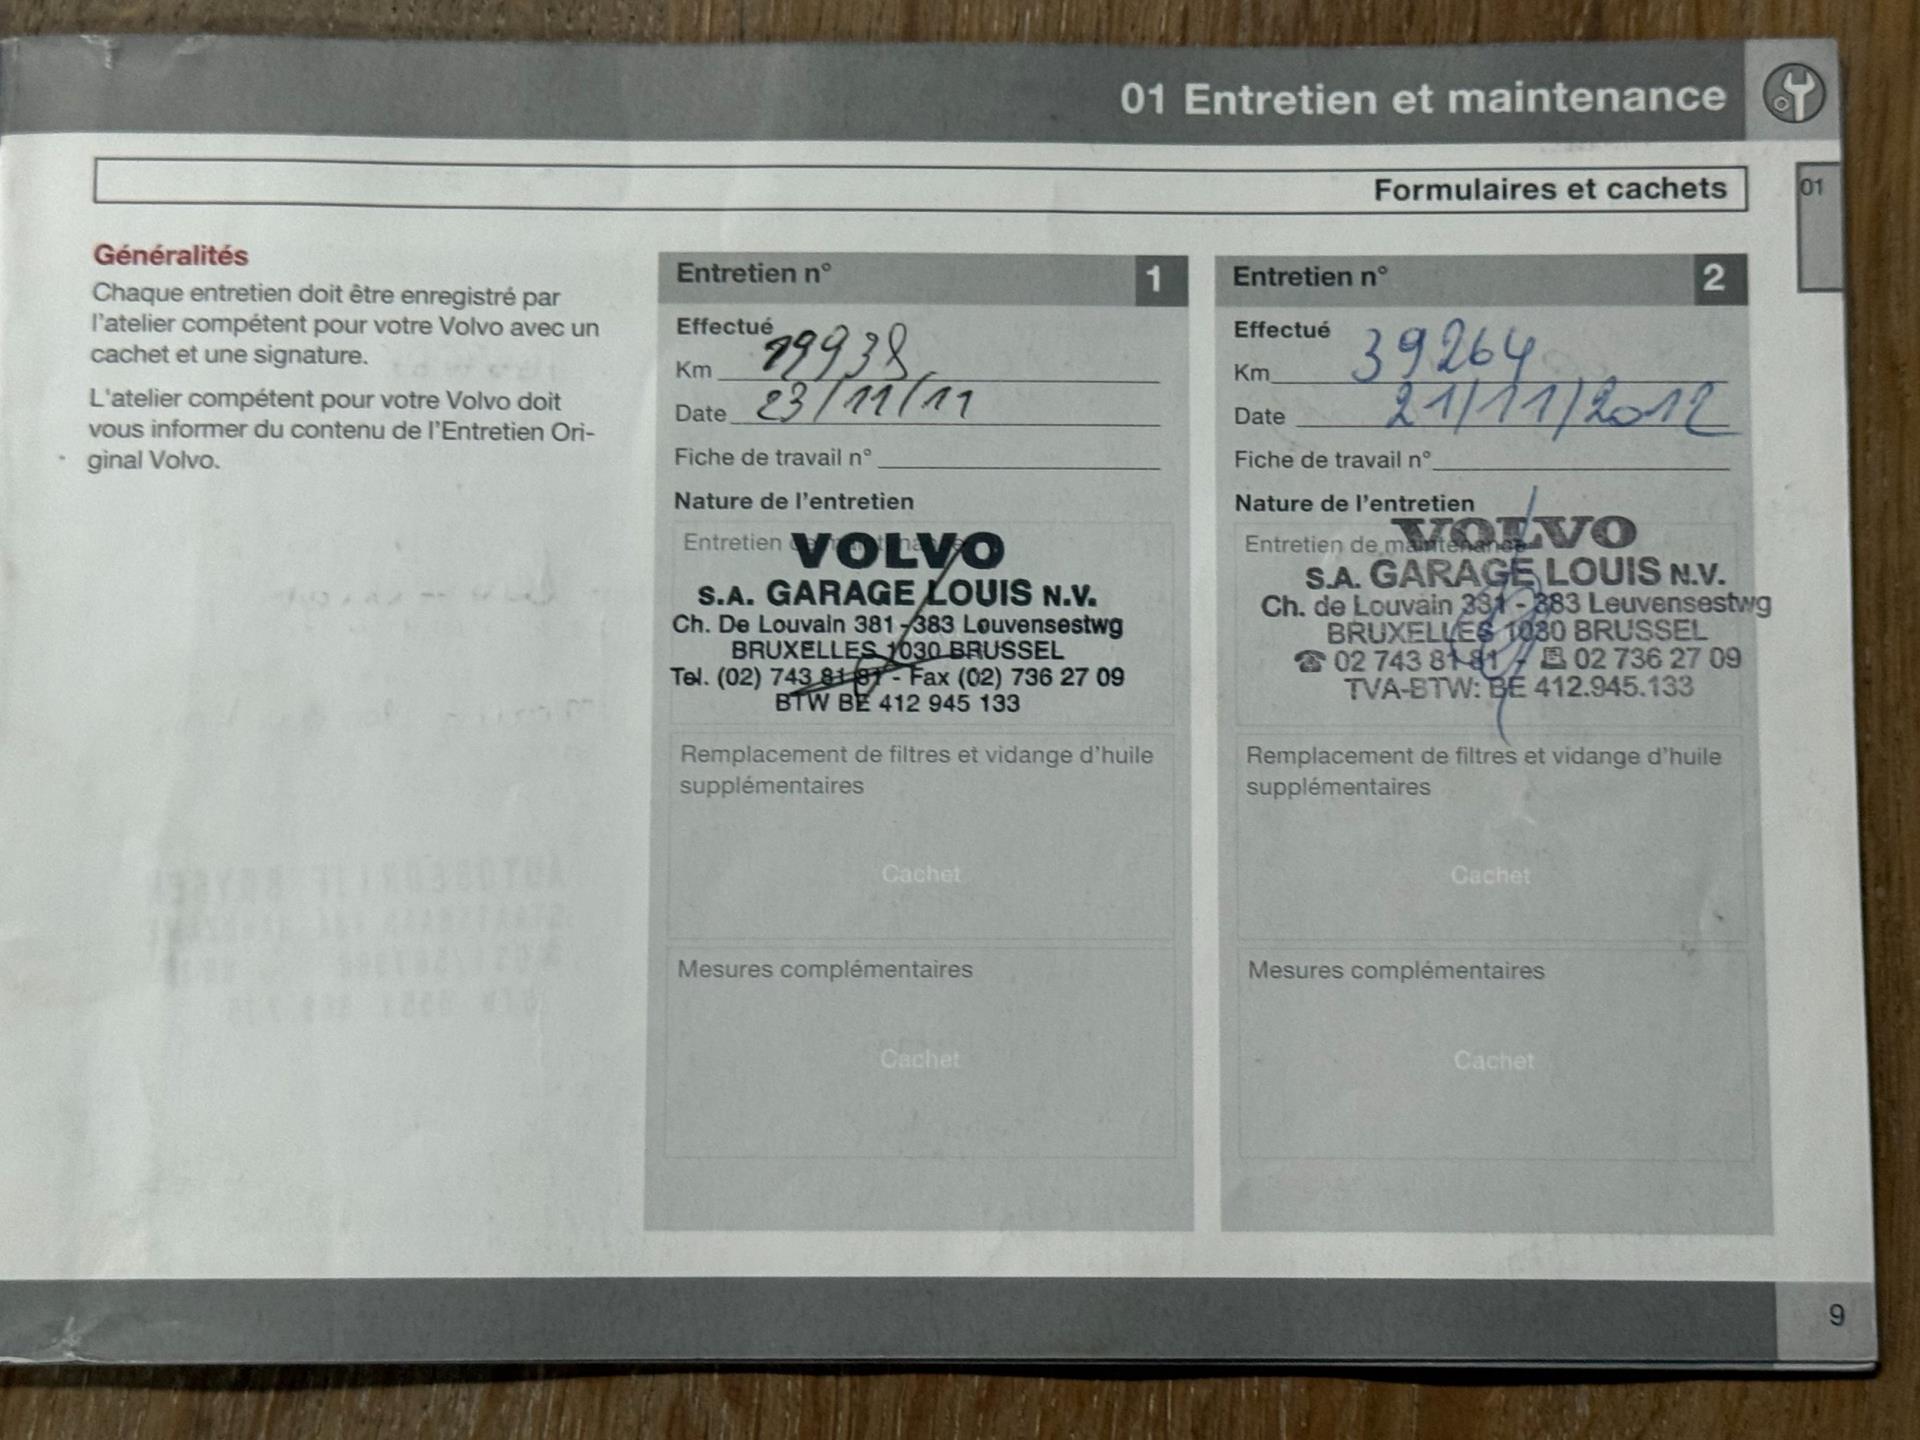 01 Entretien et maintenance
Formulaires et cachets
01
Généralités
Chaque entretien doit être enregistré par
l'atelier compétent pour votre Volvo avec un
cachet et une signature.
L'atelier compétent pour votre Volvo doit
vous informer du contenu de l'Entretien Ori-
ginal Volvo.
Entretien n° 1
Effectué
Km 19938
Date 23/11/11
Fiche de travail n°
Nature de l'entretien
Entretien de maintenance
VOLVO
S.A. GARAGE LOUIS N.V.
Ch. De Louvain 381-383 Leuvensestwg
BRUXELLES 1030 BRUSSEL
Tel. (02) 743 81 81 - Fax (02) 736 27 09
BTW BE 412 945 133
Remplacement de filtres et vidange d'huile
supplémentaires
Cachet
Mesures complémentaires
Cachet
Entretien n° 2
Effectué
Km 39264
Date 21/11/2012
Fiche de travail n°
Nature de l'entretien
Entretien de maintenance
VOLVO
S.A. GARAGE LOUIS N.V.
Ch. de Louvain 381-383 Leuvensestwg
BRUXELLES 1030 BRUSSEL
☎ 02 743 81 81 - 02 736 27 09
TVA-BTW: BE 412.945.133
Remplacement de filtres et vidange d'huile
supplémentaires
Cachet
Mesures complémentaires
Cachet
9